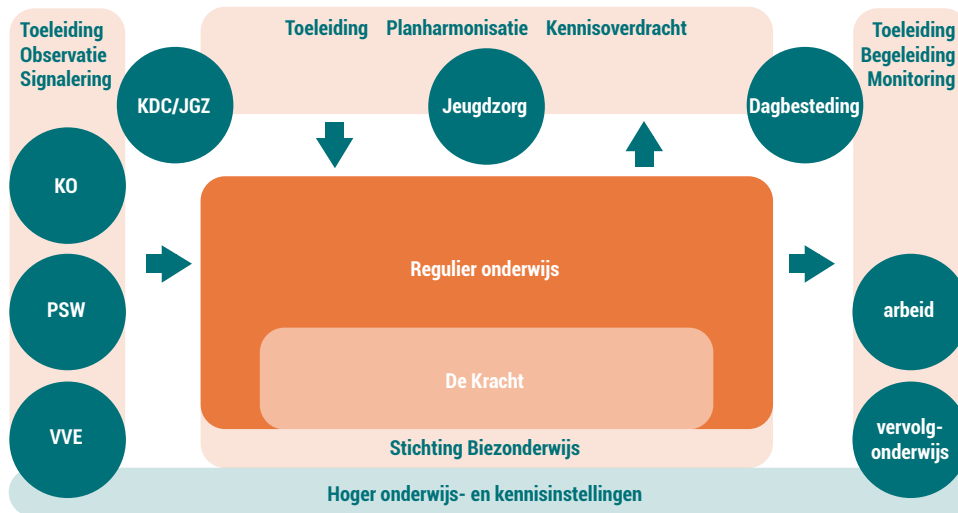 Toeleiding
Observatie
Signalering
Toeleiding Planharmonisatie Kennisoverdracht
Toeleiding
Begeleiding
Monitoring
KDC/JGZ
Jeugdzorg
Dagbesteding
KO
Regulier onderwijs
PSW
arbeid
De Kracht
VVE
vervolg-
onderwijs
Stichting Biezonderwijs
Hoger onderwijs- en kennisinstellingen